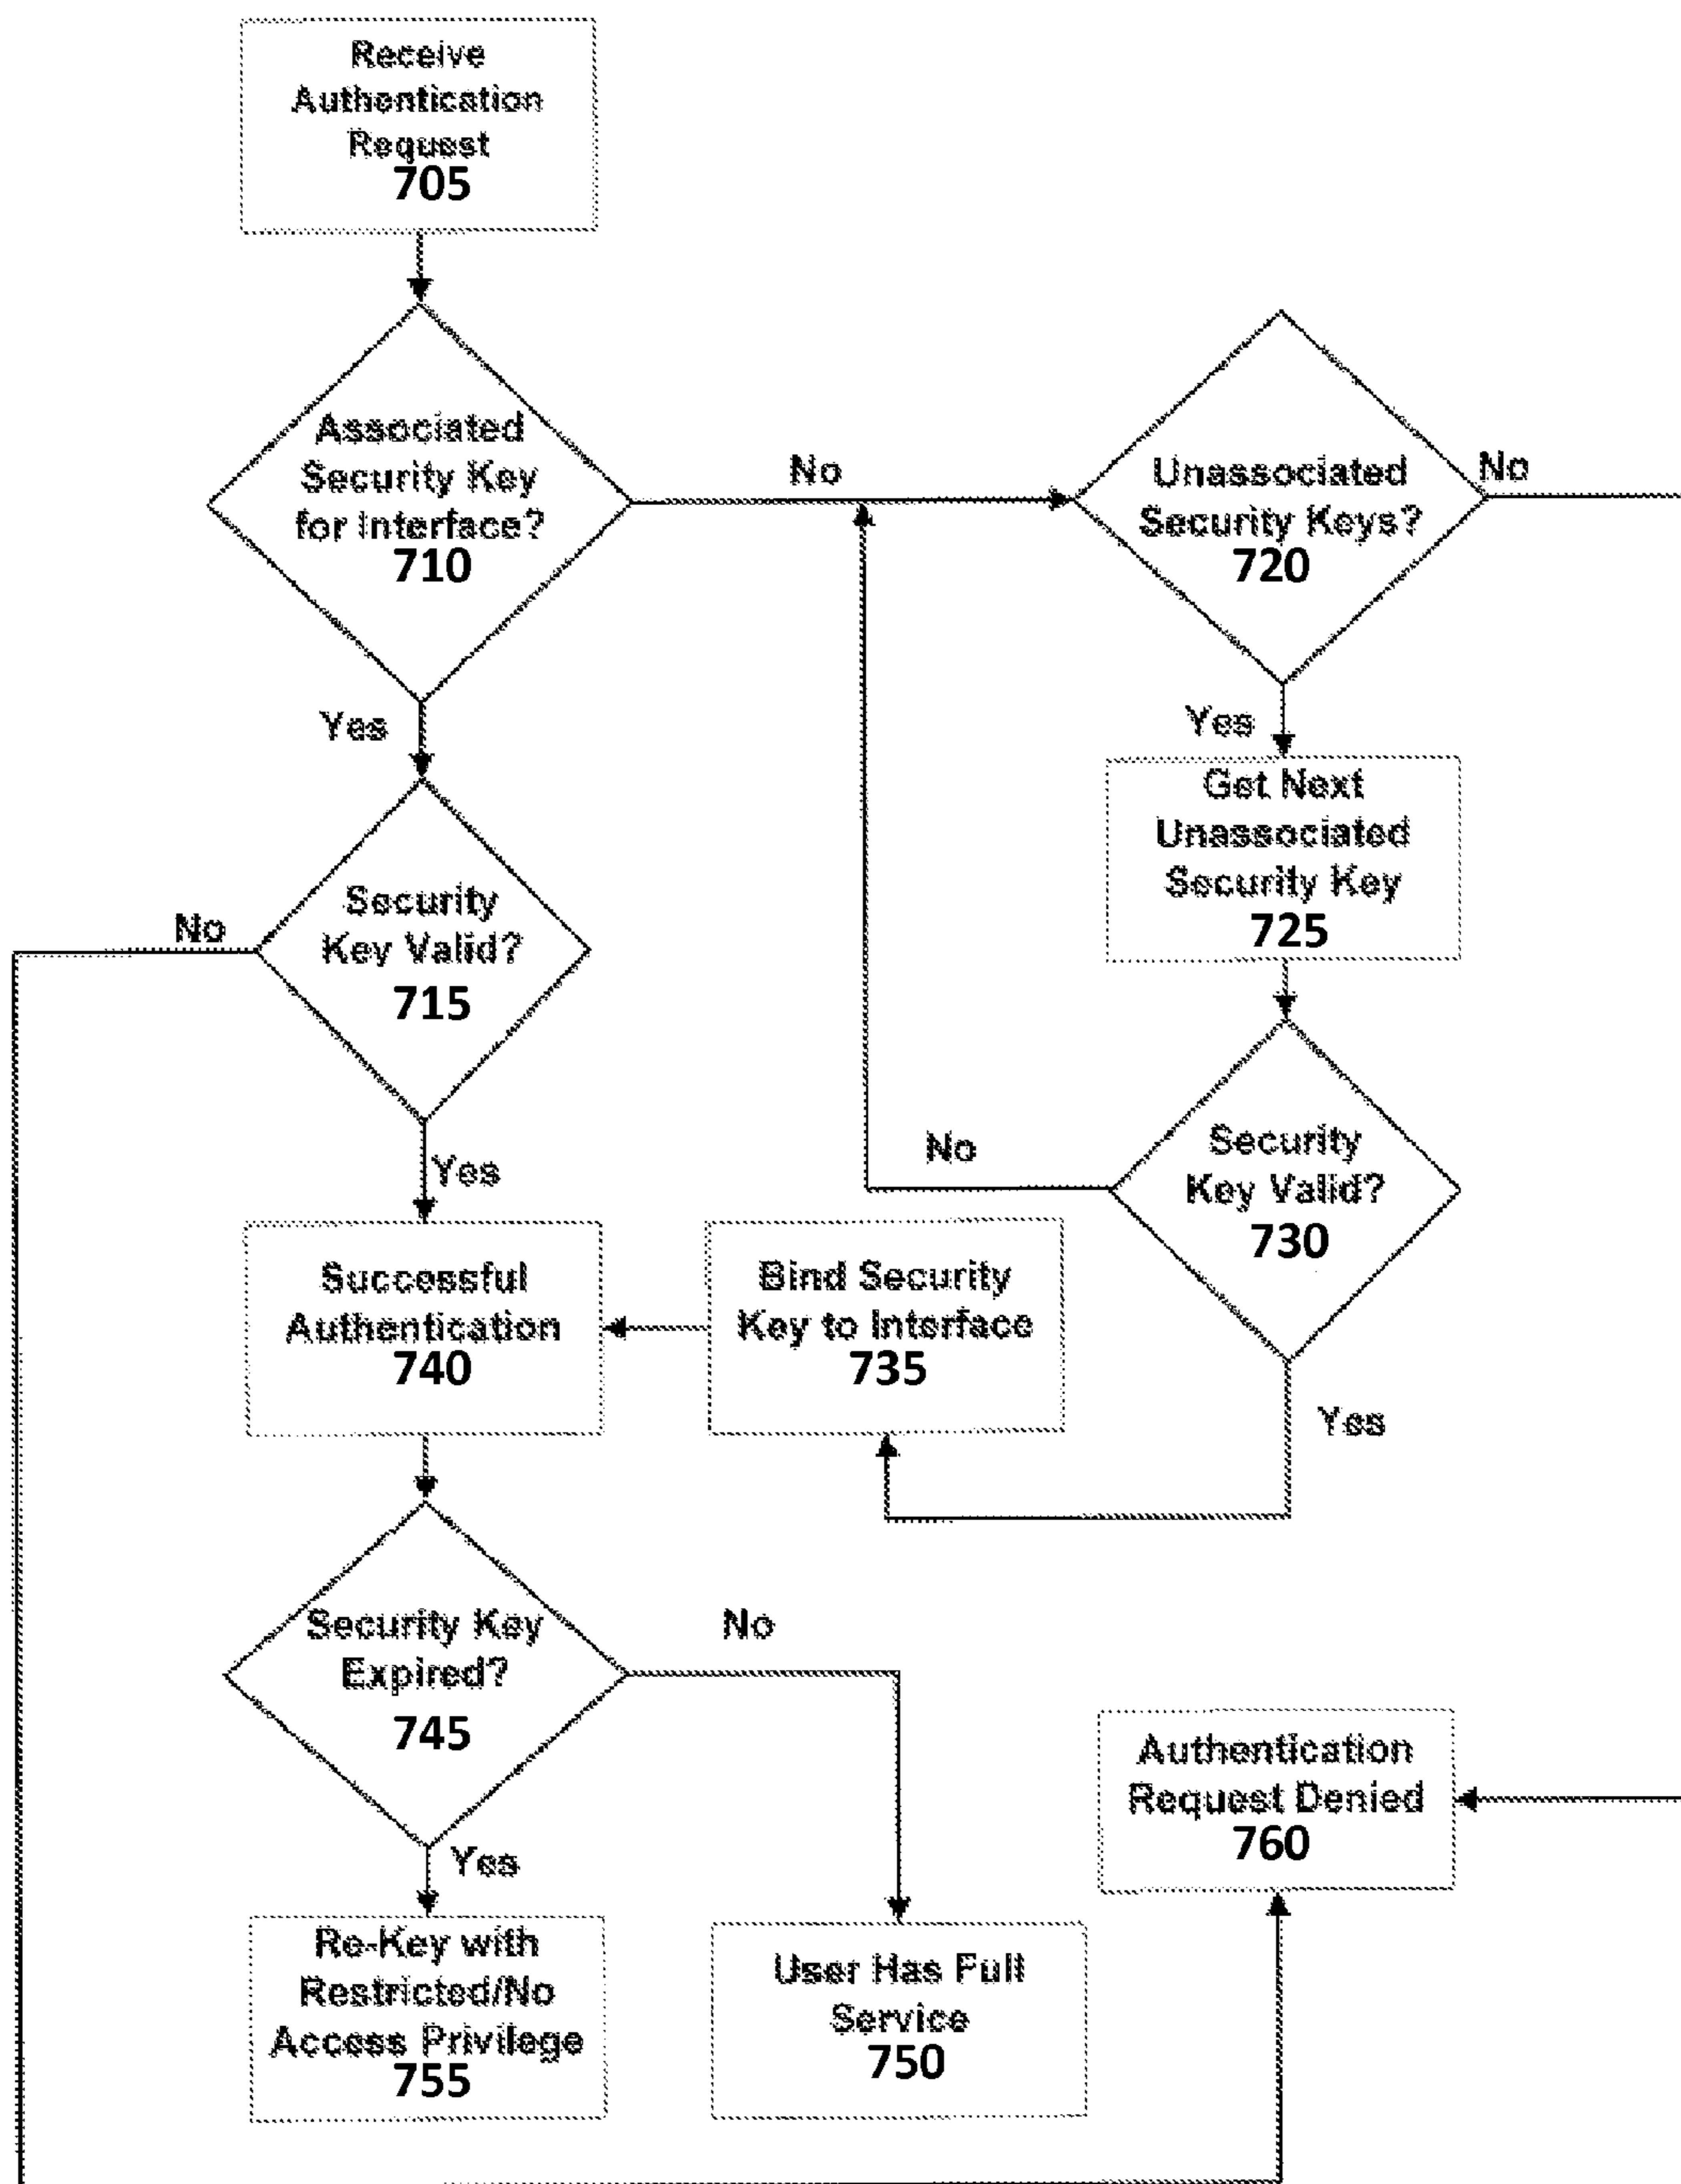 Receive
Authentication
Request
705
Associated
Security Key
for Interface?
710
No
Unassociated
Security Keys?
720
No
Yes
Yes
Get Next
Unassociated
Security Key
725
Security
Key Valid?
715
No
Yes
Security
Key Valid?
730
No
Yes
Successful
Authentication
740
Bind Security
Key to Interface
735
Security Key
Expired?
745
No
Yes
Authentication
Request Denied
760
Re-Key with
Restricted/No
Access Privilege
755
User Has Full
Service
750